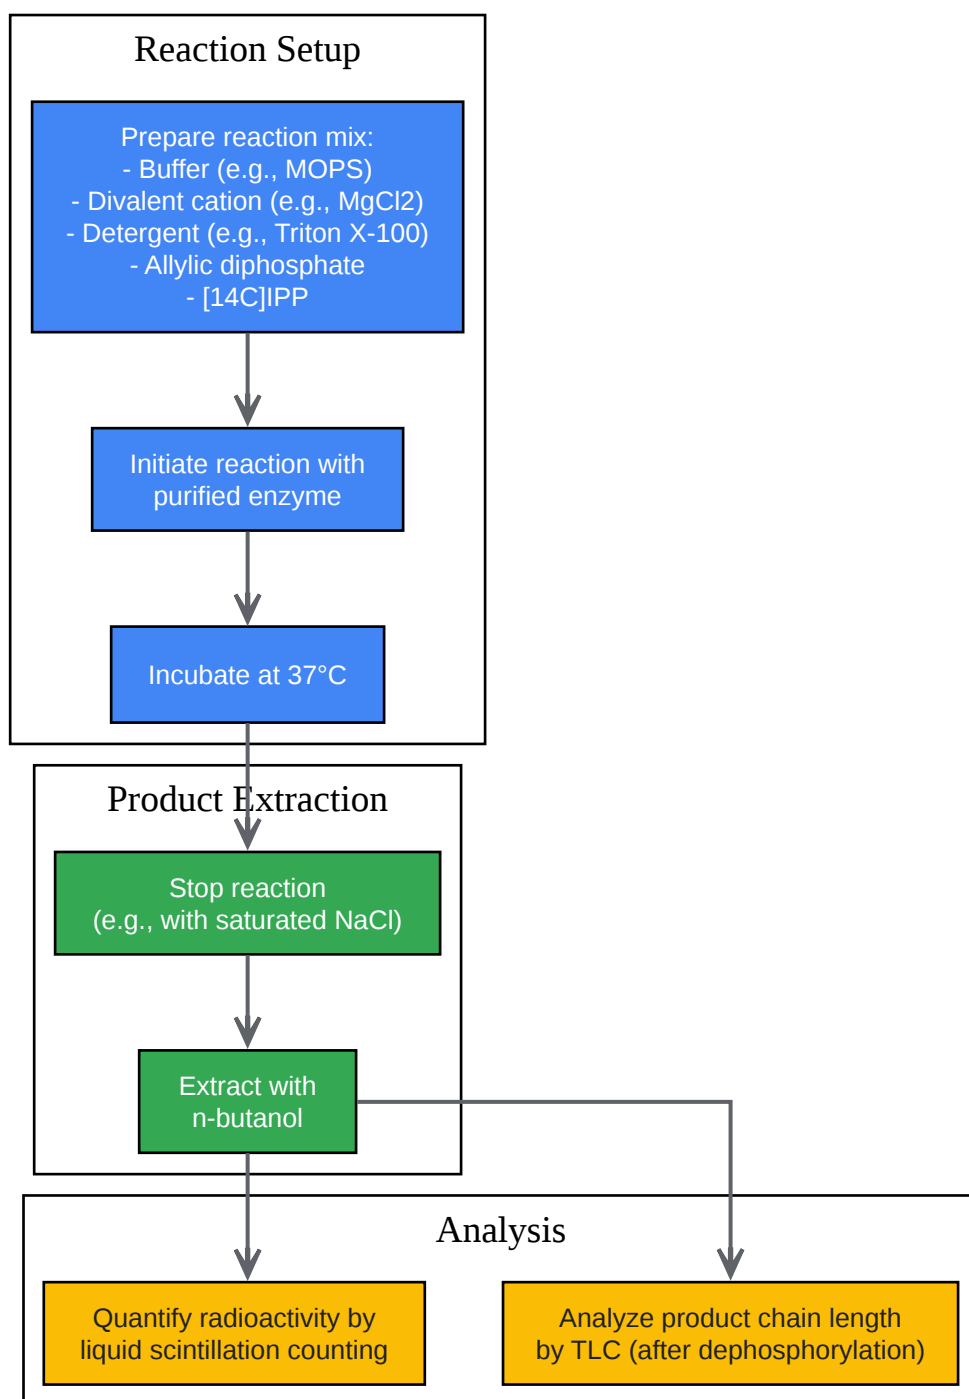 Reaction Setup
Prepare reaction mix:
- Buffer (e.g., MOPS)
- Divalent cation (e.g., MgCl2)
- Detergent (e.g., Triton X-100)
- Allylic diphosphate
- [14C]IPP
Initiate reaction with
purified enzyme
Incubate at 37°C
Product Extraction
Stop reaction
(e.g., with saturated NaCl)
Extract with
n-butanol
Analysis
Quantify radioactivity by
liquid scintillation counting
Analyze product chain length
by TLC (after dephosphorylation)